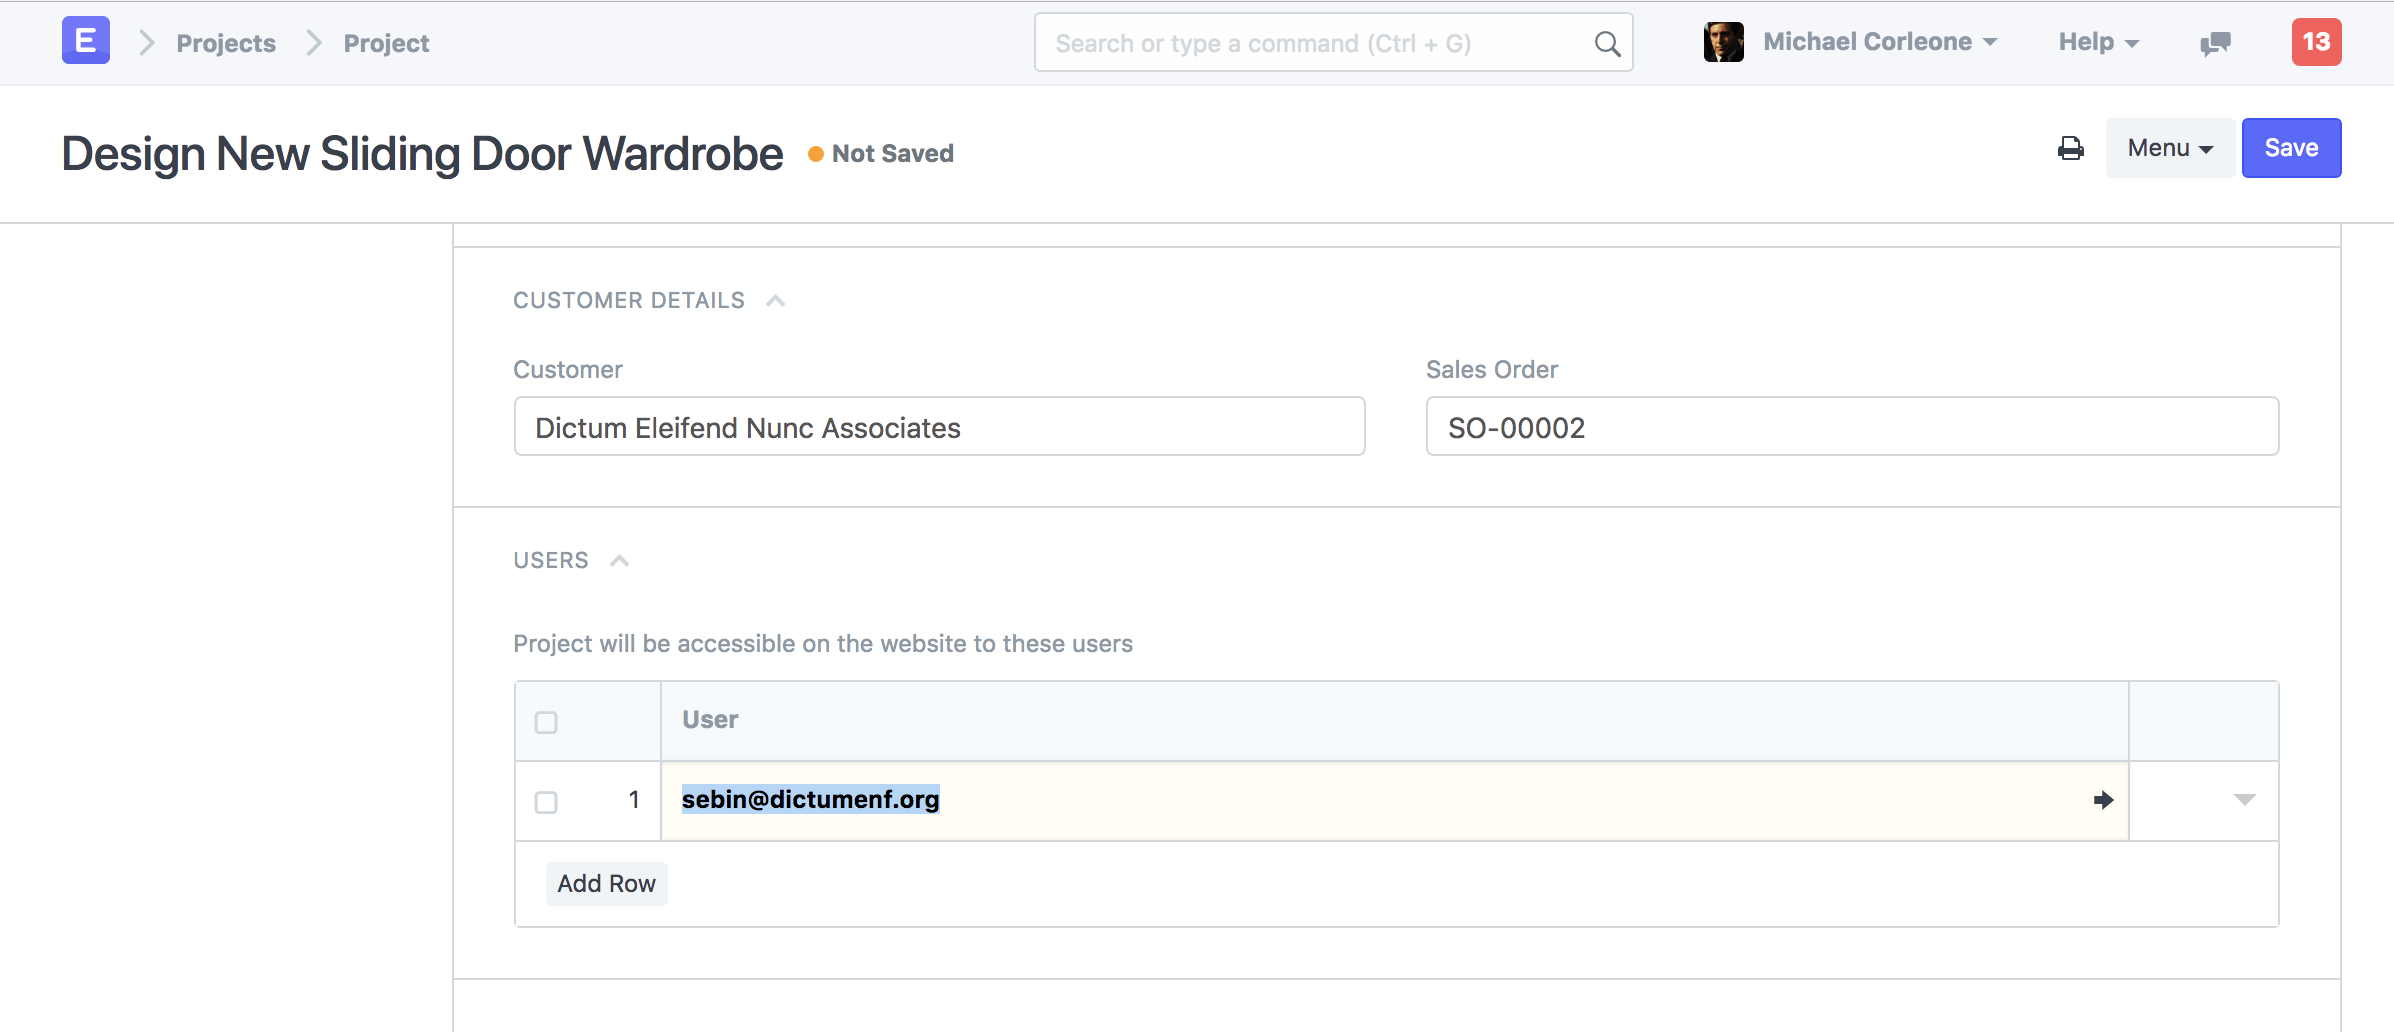 E Projects Project Search or type a command (Ctrl + G) Michael Corleone Help 13
Design New Sliding Door Wardrobe Not Saved Menu Save
CUSTOMER DETAILS
Customer Sales Order
Dictum Eleifend Nunc Associates SO-00002
USERS
Project will be accessible on the website to these users
User
1 sebin@dictumenf.org
Add Row